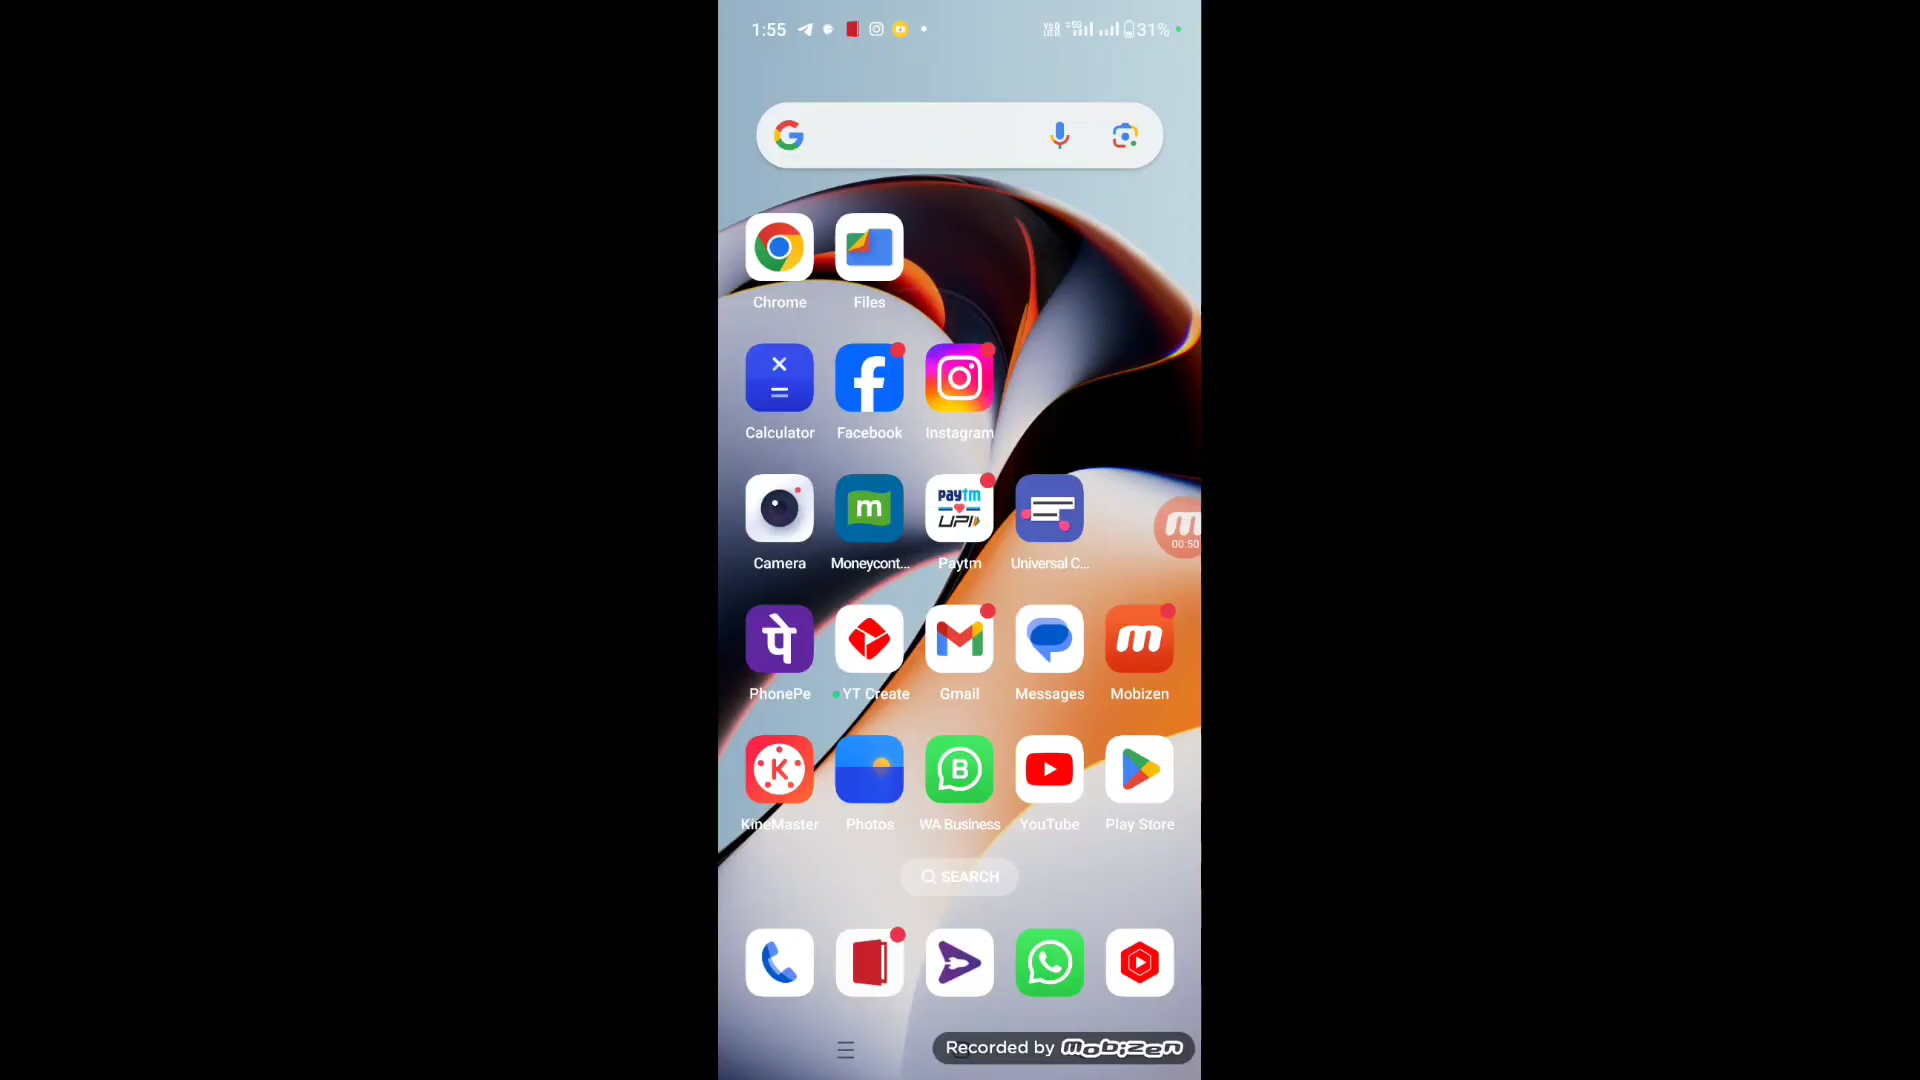 1:55
5G 31%
Chrome Files
Calculator Facebook Instagram
Paytm
UPI
00:50
Camera Moneycont... Paytm Universal C...
पे
PhonePe YT Create Gmail Messages Mobizen
KineMaster Photos WA Business YouTube Play Store
SEARCH
Recorded by mobizen